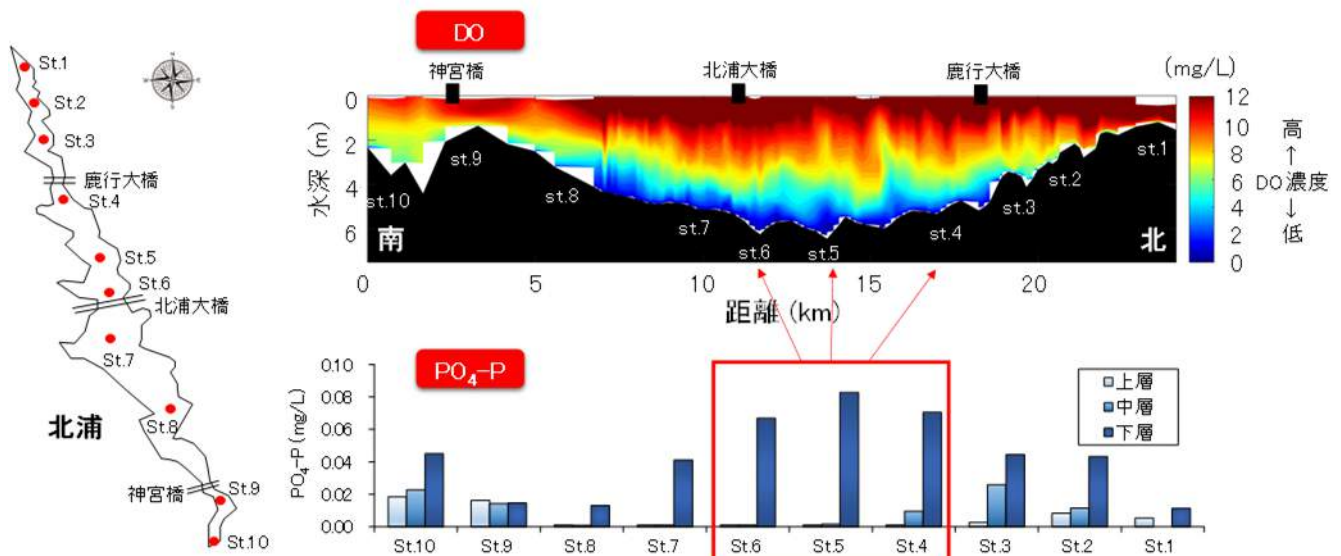 St.1
St.2
St.3
鹿行大橋
St.4
St.5
St.6
北浦大橋
St.7
St.8
北浦
神宮橋
St.9
St.10
DO
神宮橋
北浦大橋
鹿行大橋
(mg/L)
水深 (m)
0
2
4
6
st.10
st.9
st.8
st.7
st.6
st.5
st.4
st.3
st.2
st.1
南
北
0
5
10
15
20
距離 (km)
12
10
8
6
4
2
0
高
↑
DO濃度
↓
低
PO₄-P
PO₄-P (mg/L)
0.10
0.08
0.06
0.04
0.02
0.00
上層
中層
下層
St.10
St.9
St.8
St.7
St.6
St.5
St.4
St.3
St.2
St.1